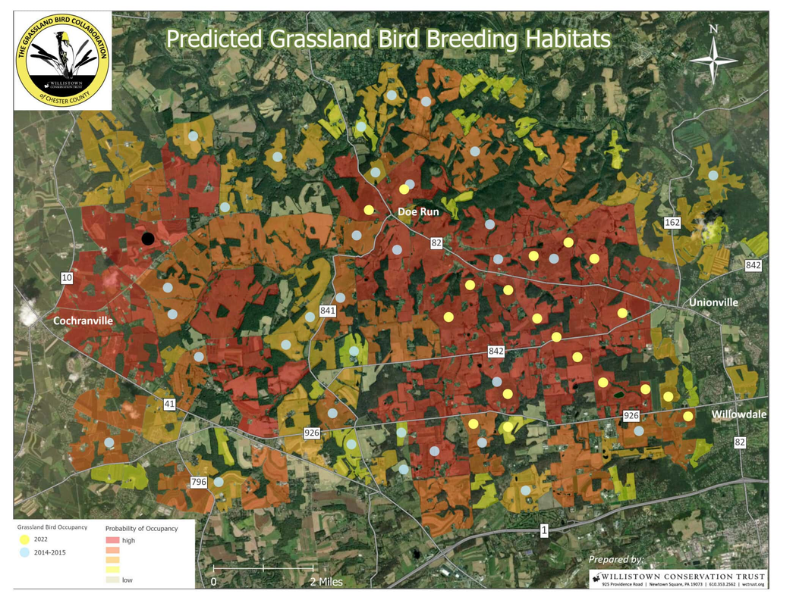 Predicted Grassland Bird Breeding Habitats
THE GRASSLAND BIRD COLLABORATION
WILLISTOWN
CONSERVATION TRUST
of CHESTER COUNTY
N
Doe Run
162
82
842
10
Unionville
841
Cochranville
842
41
926
Willowdale
926
82
796
1
Grassland Bird Occupancy
2022
2014-2015
Probability of Occupancy
high
low
0
2 Miles
Prepared by:
WILLISTOWN CONSERVATION TRUST
925 Providence Road | Newtown Square, PA 19073 | 610.353.2562 | wctrust.org